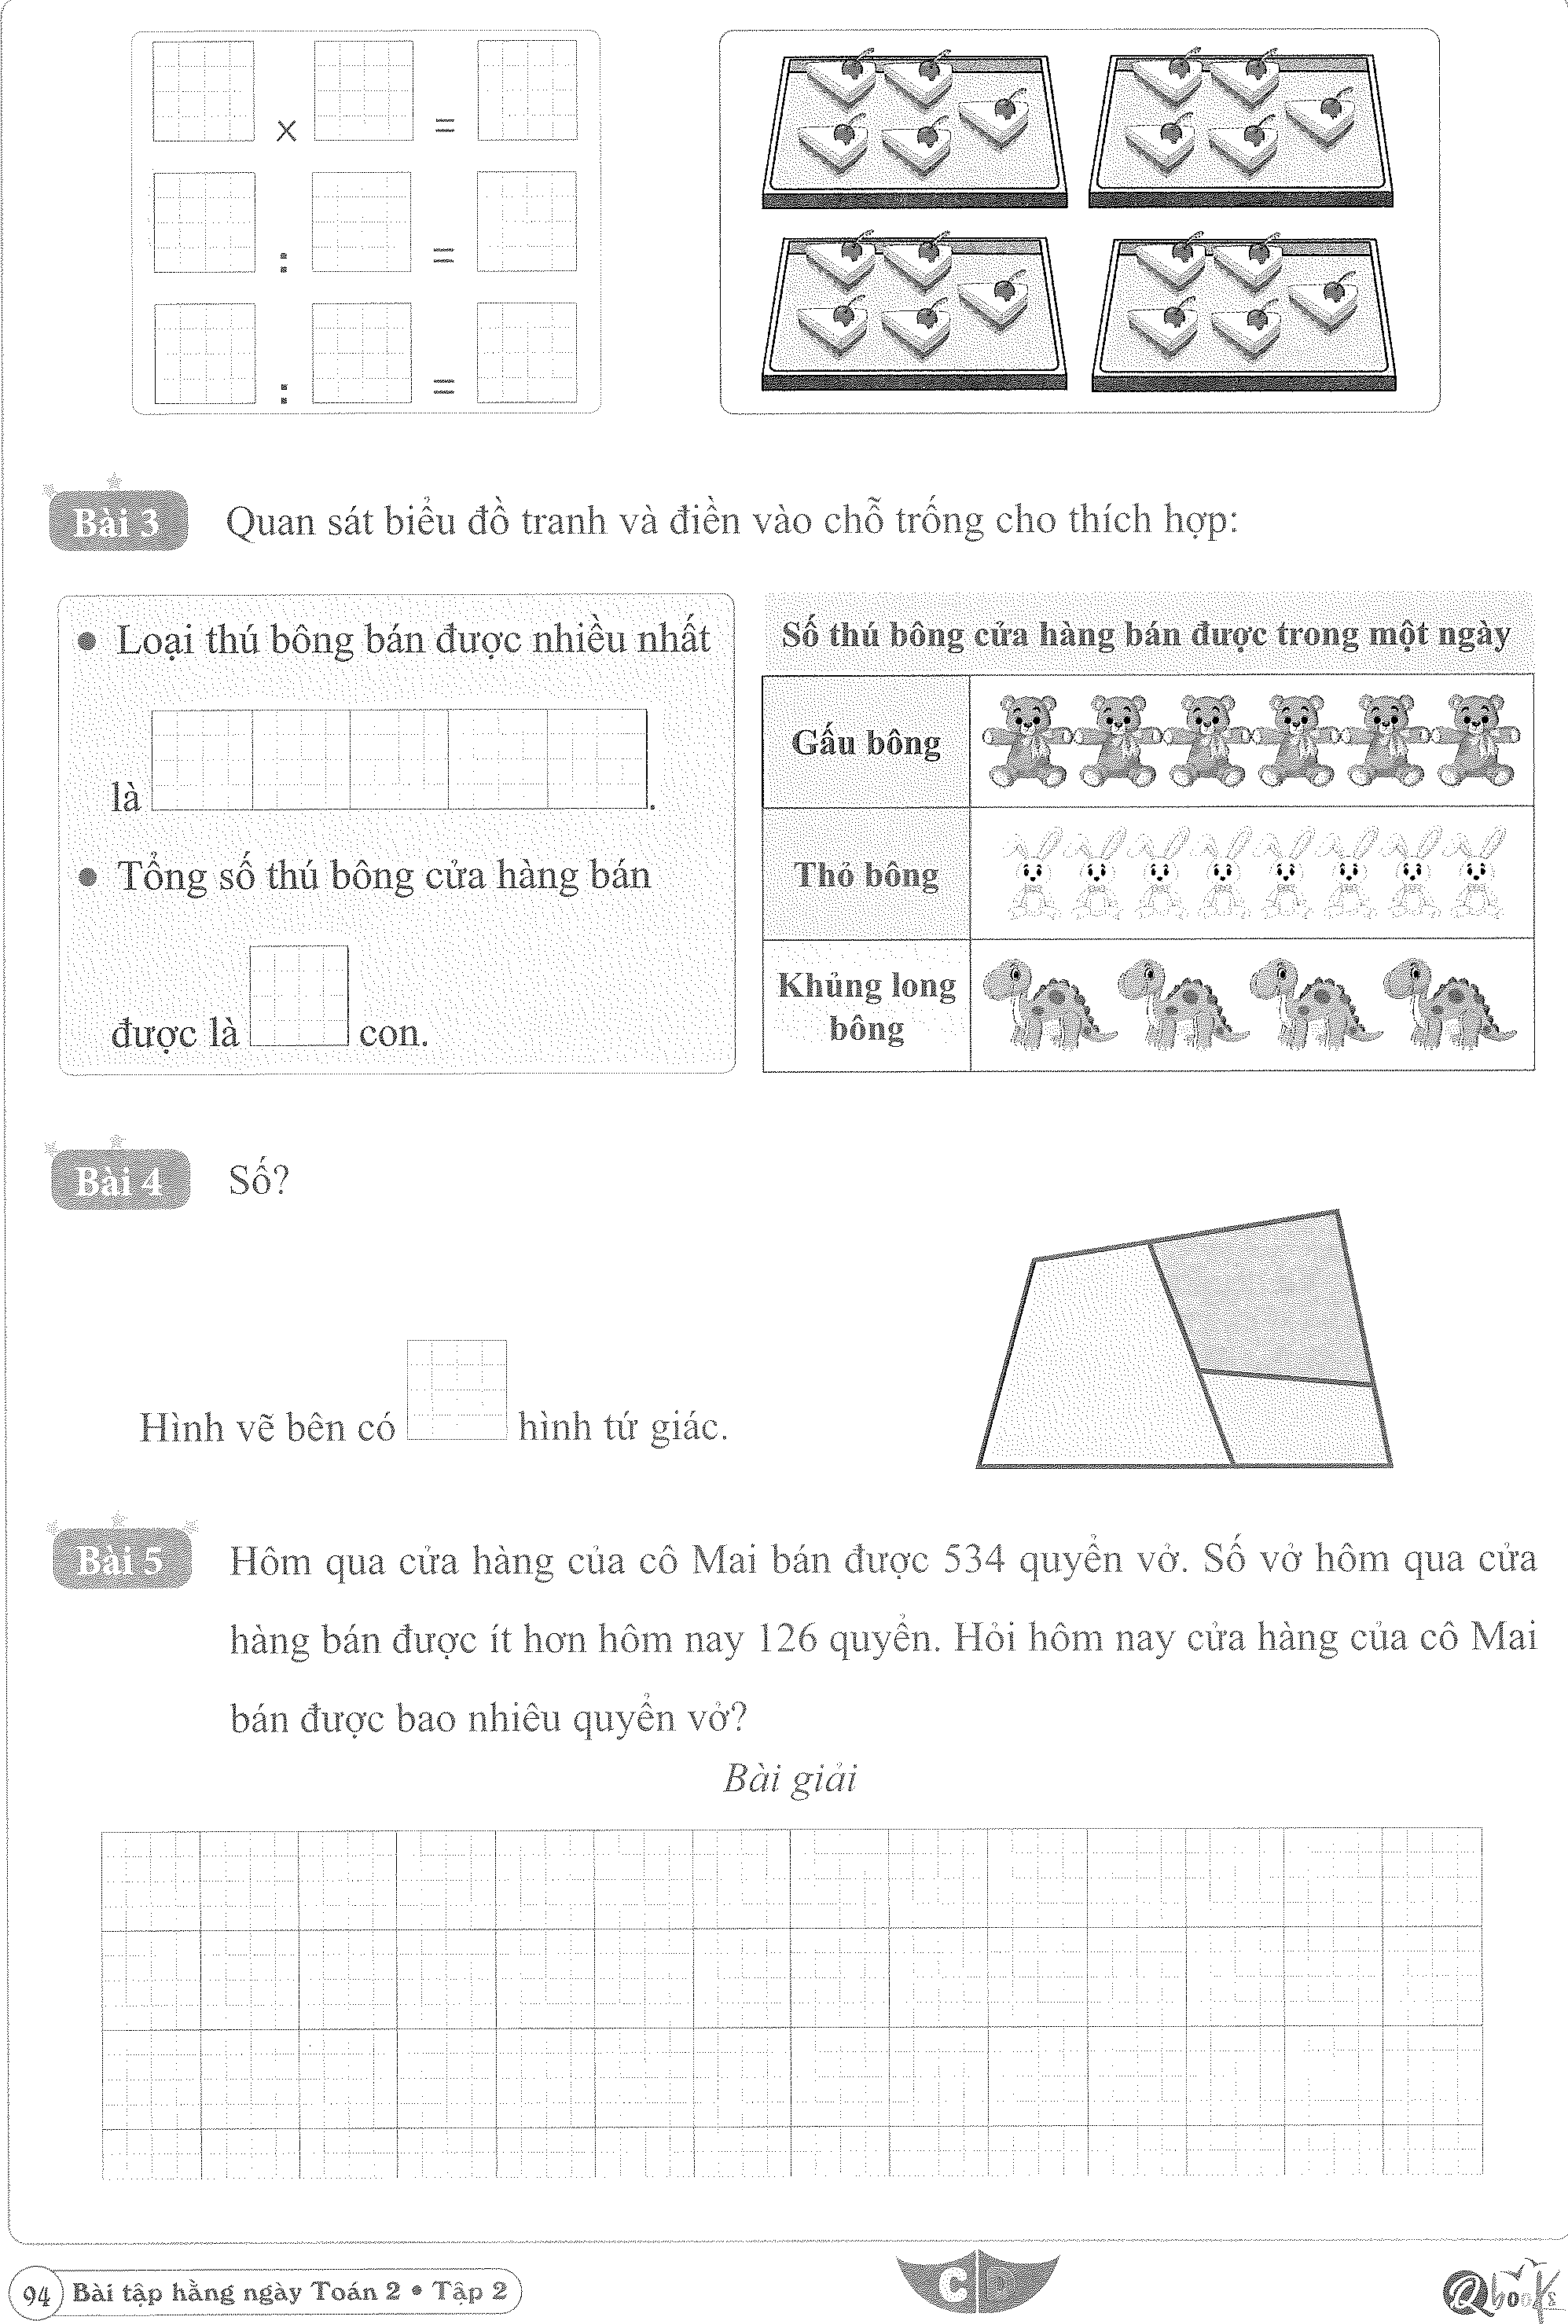 × =
: =
: =
Bài 3 Quan sát biểu đồ tranh và điền vào chỗ trống cho thích hợp:
• Loại thú bông bán được nhiều nhất
là .
• Tổng số thú bông cửa hàng bán
được là con.
Số thú bông cửa hàng bán được trong một ngày
Gấu bông
Thỏ bông
Khủng long
bông
Bài 4 Số?
Hình vẽ bên có hình tứ giác.
Bài 5 Hôm qua cửa hàng của cô Mai bán được 534 quyển vở. Số vở hôm qua cửa
hàng bán được ít hơn hôm nay 126 quyển. Hỏi hôm nay cửa hàng của cô Mai
bán được bao nhiêu quyển vở?
Bài giải
94 Bài tập hằng ngày Toán 2 • Tập 2
C D
Qbooks